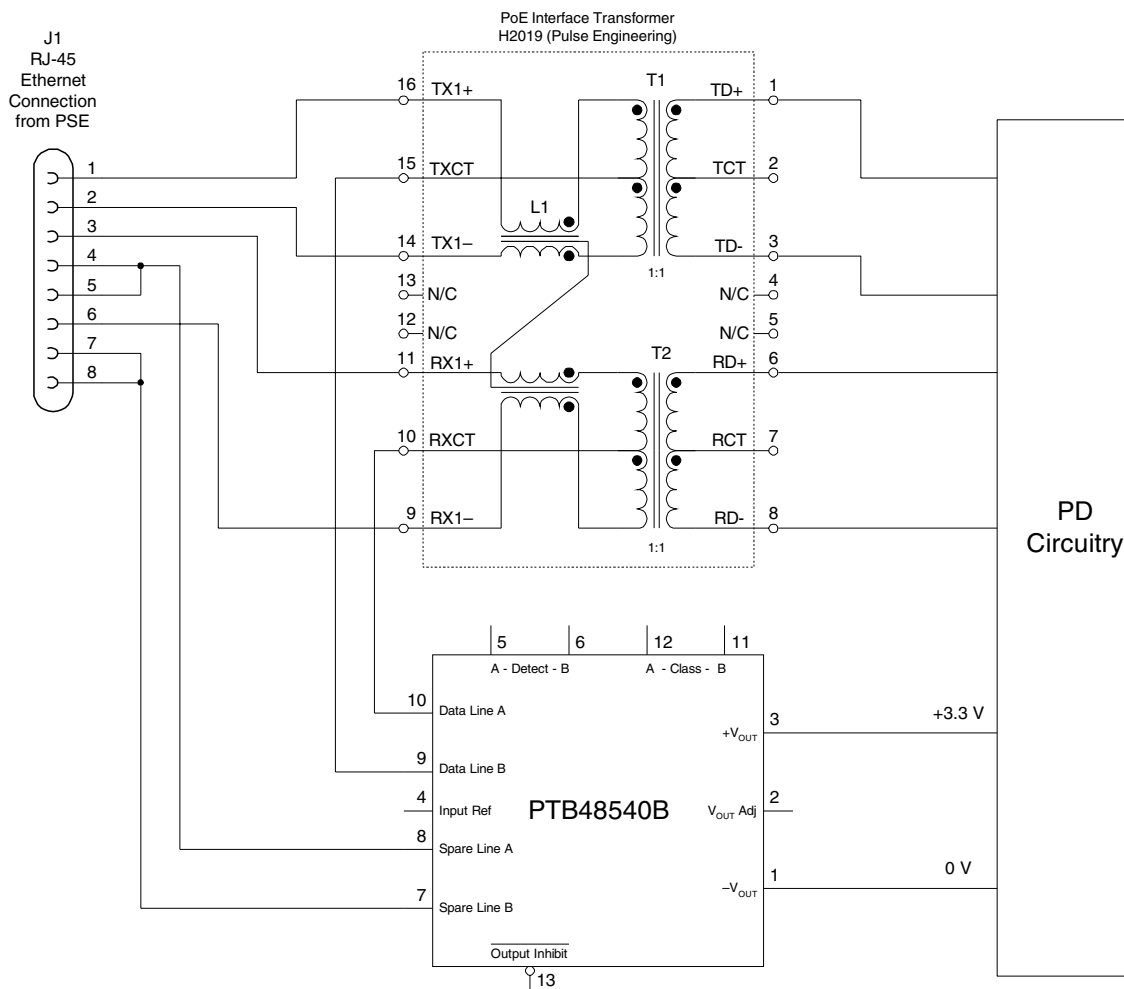 PoE Interface Transformer
H2019 (Pulse Engineering)
J1
RJ-45
Ethernet
Connection
from PSE
1
2
3
4
5
6
7
8
16 TX1+
15 TXCT
14 TX1–
13 N/C
12 N/C
11 RX1+
10 RXCT
9 RX1–
L1
T1
1:1
T2
1:1
TD+ 1
TCT 2
TD- 3
N/C 4
N/C 5
RD+ 6
RCT 7
RD- 8
PD
Circuitry
5 6 12 11
A - Detect - B A - Class - B
10 Data Line A
9 Data Line B
4 Input Ref
8 Spare Line A
7 Spare Line B
PTB48540B
+VOUT 3 +3.3 V
VOUT Adj 2
–VOUT 1 0 V
Output Inhibit
13